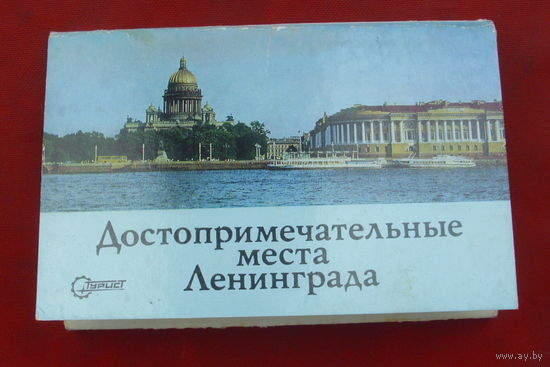 Достопримечательные
места
Ленинграда
ТУРИСТ
www.ay.by